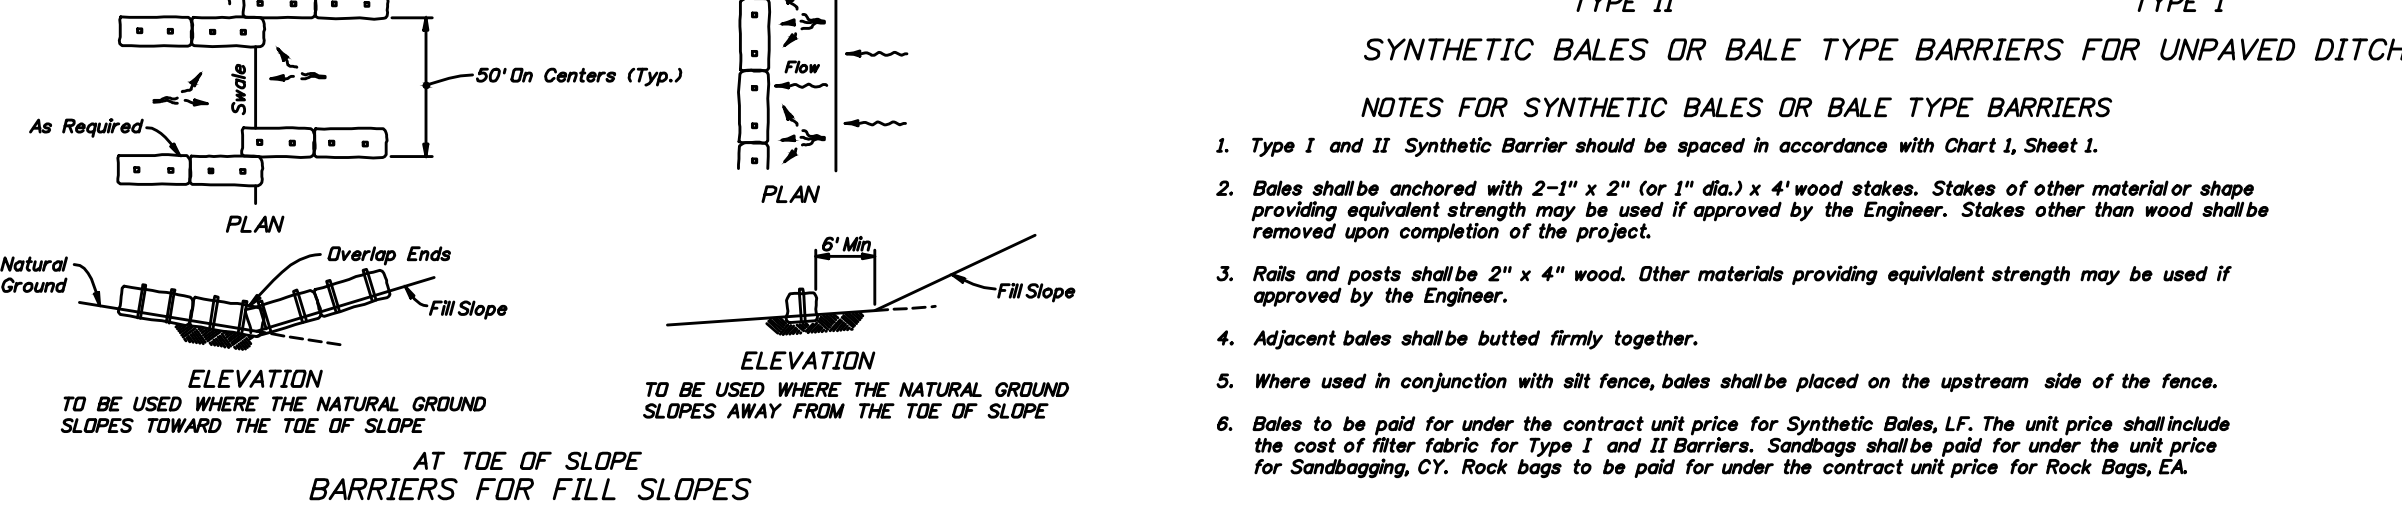 50' On Centers (Typ.)
Swale
As Required
PLAN
Natural
Ground
Overlap Ends
Fill Slope
ELEVATION
TO BE USED WHERE THE NATURAL GROUND
SLOPES TOWARD THE TOE OF SLOPE
Flow
PLAN
6' Min
Fill Slope
ELEVATION
TO BE USED WHERE THE NATURAL GROUND
SLOPES AWAY FROM THE TOE OF SLOPE
AT TOE OF SLOPE
BARRIERS FOR FILL SLOPES
TYPE II
TYPE I
SYNTHETIC BALES OR BALE TYPE BARRIERS FOR UNPAVED DITCH
NOTES FOR SYNTHETIC BALES OR BALE TYPE BARRIERS
1. Type I and II Synthetic Barrier should be spaced in accordance with Chart 1, Sheet 1.
2. Bales shall be anchored with 2-1" x 2" (or 1" dia.) x 4' wood stakes. Stakes of other material or shape
providing equivalent strength may be used if approved by the Engineer. Stakes other than wood shall be
removed upon completion of the project.
3. Rails and posts shall be 2" x 4" wood. Other materials providing equivlalent strength may be used if
approved by the Engineer.
4. Adjacent bales shall be butted firmly together.
5. Where used in conjunction with silt fence, bales shall be placed on the upstream side of the fence.
6. Bales to be paid for under the contract unit price for Synthetic Bales, LF. The unit price shall include
the cost of filter fabric for Type I and II Barriers. Sandbags shall be paid for under the unit price
for Sandbagging, CY. Rock bags to be paid for under the contract unit price for Rock Bags, EA.